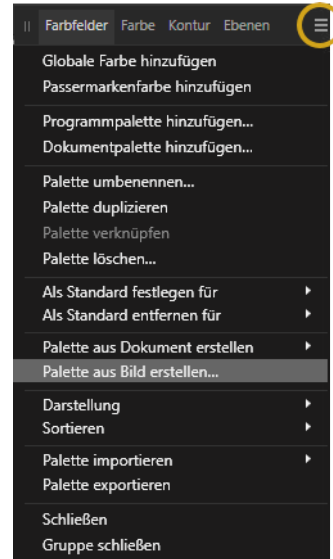 Farbfelder Farbe Kontur Ebenen
Globale Farbe hinzufügen
Passermarkenfarbe hinzufügen
Programmpalette hinzufügen...
Dokumentpalette hinzufügen...
Palette umbenennen...
Palette duplizieren
Palette verknüpfen
Palette löschen...
Als Standard festlegen für
Als Standard entfernen für
Palette aus Dokument erstellen
Palette aus Bild erstellen...
Darstellung
Sortieren
Palette importieren
Palette exportieren
Schließen
Gruppe schließen